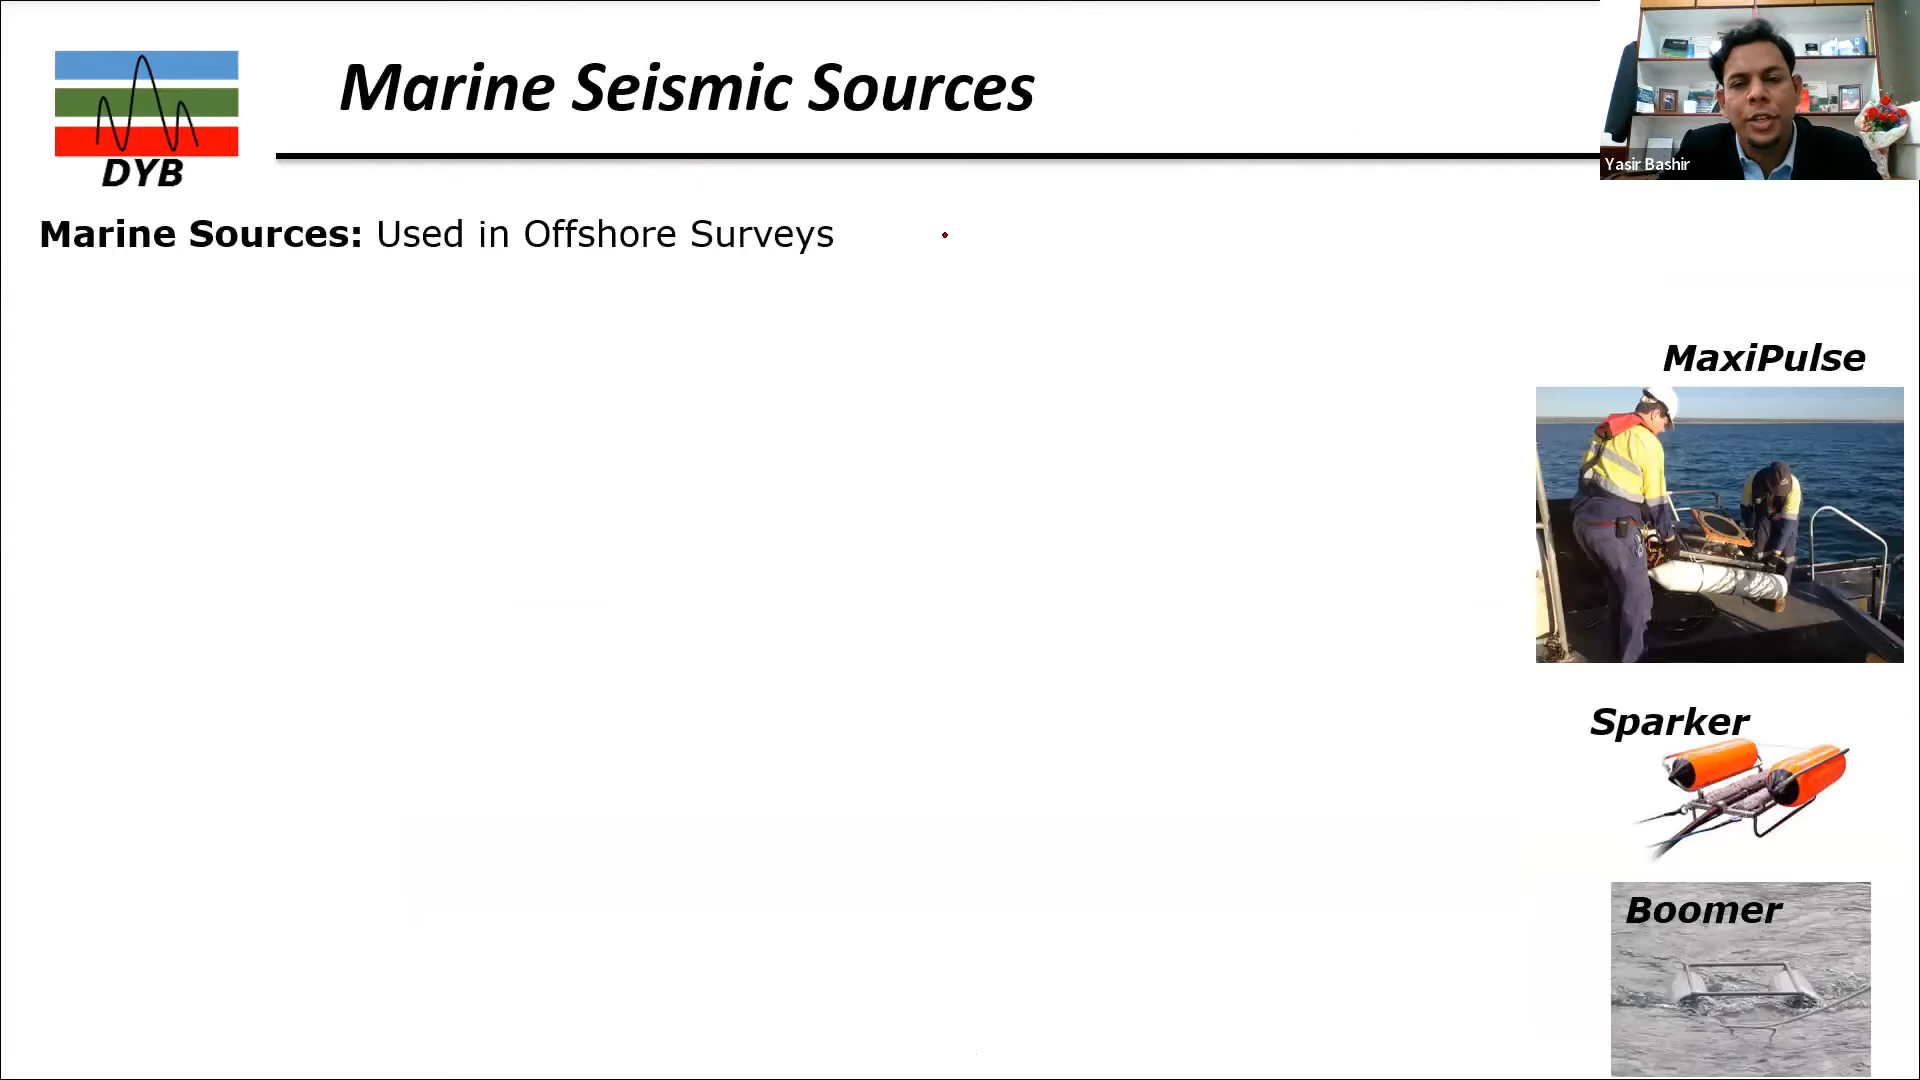 Marine Seismic Sources
DYB
Yasir Bashir
Marine Sources: Used in Offshore Surveys
MaxiPulse
Sparker
Boomer